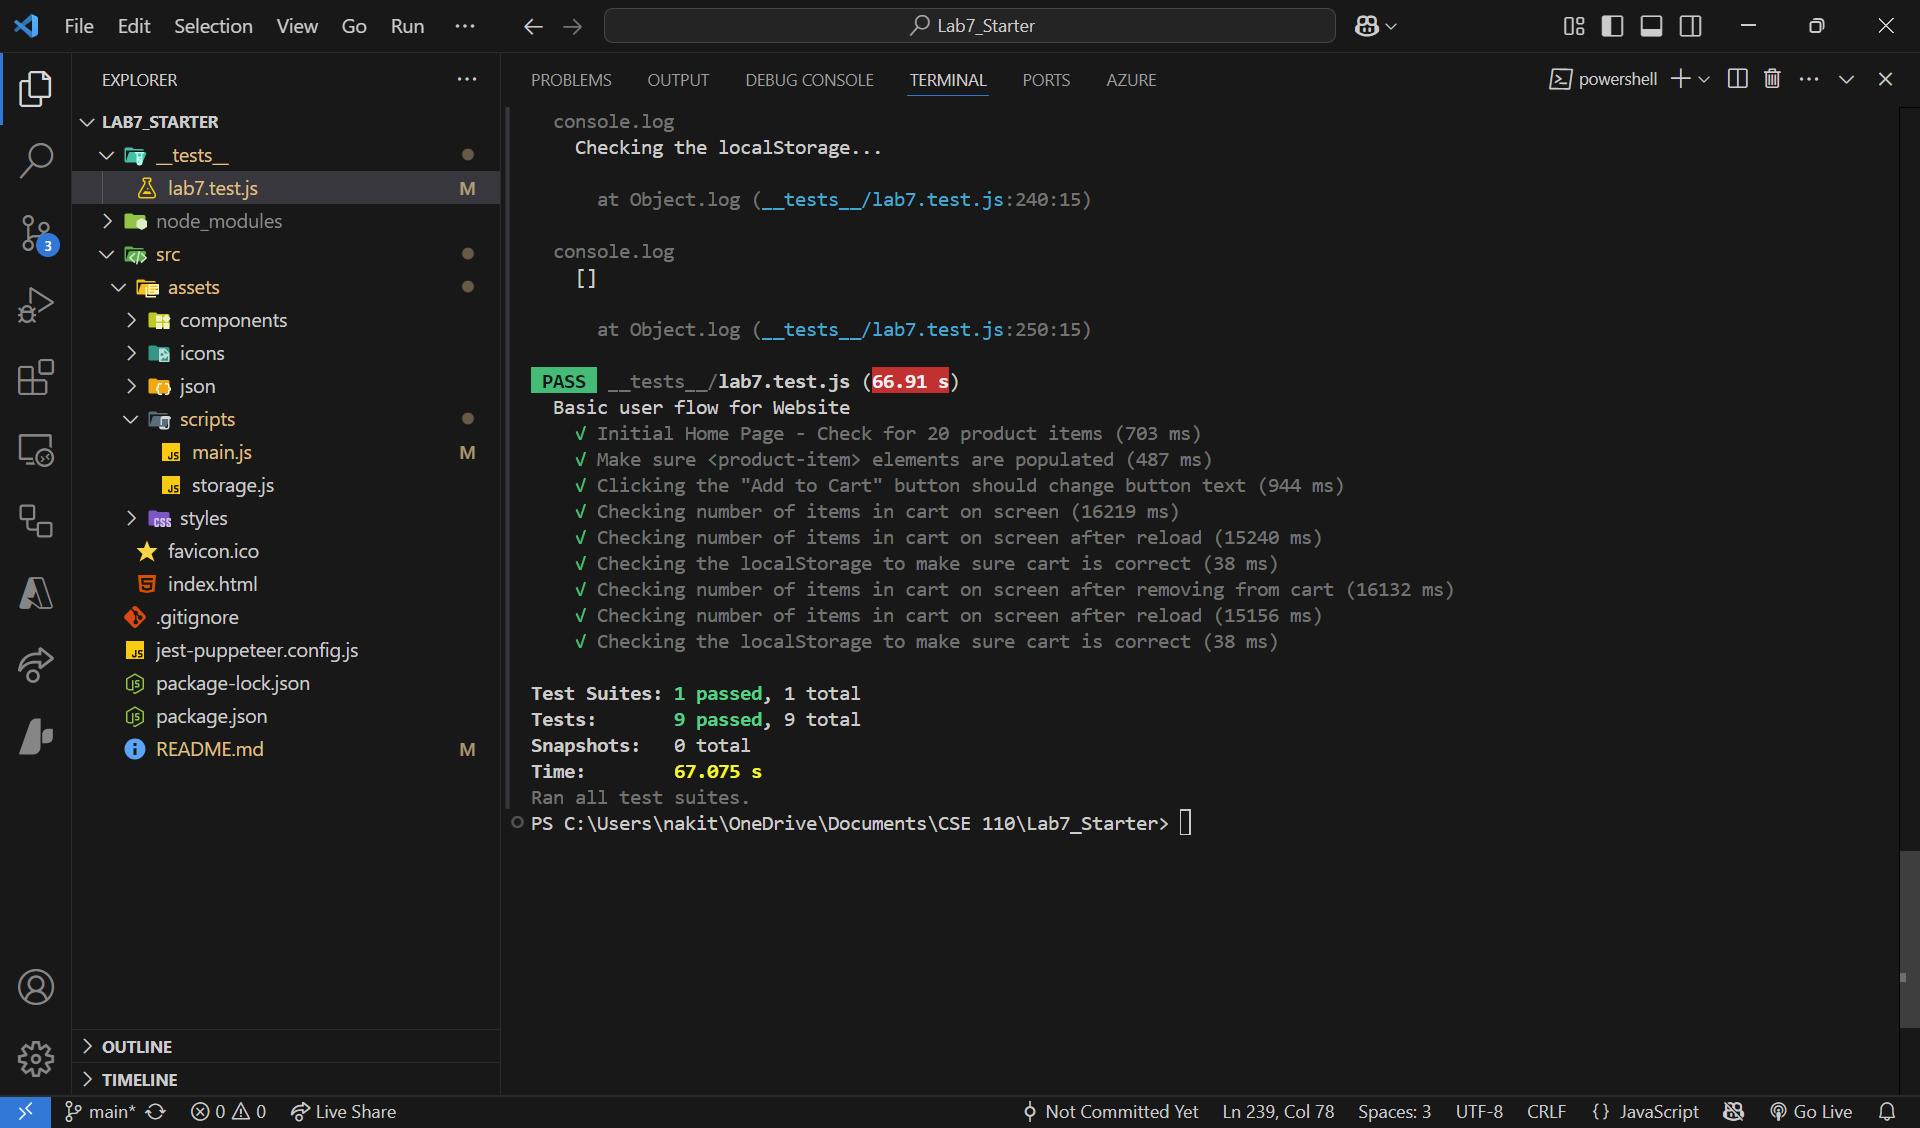 File Edit Selection View Go Run ... Lab7_Starter
EXPLORER ...
LAB7_STARTER
__tests__
lab7.test.js M
node_modules
src
assets
components
icons
json
scripts
main.js M
storage.js
styles
favicon.ico
index.html
.gitignore
jest-puppeteer.config.js
package-lock.json
package.json
README.md M
OUTLINE
TIMELINE
3
PROBLEMS OUTPUT DEBUG CONSOLE TERMINAL PORTS AZURE powershell
console.log
Checking the localStorage...
at Object.log (__tests__/lab7.test.js:240:15)
console.log
[]
at Object.log (__tests__/lab7.test.js:250:15)
PASS __tests__/lab7.test.js (66.91 s)
Basic user flow for Website
√ Initial Home Page - Check for 20 product items (703 ms)
√ Make sure <product-item> elements are populated (487 ms)
√ Clicking the "Add to Cart" button should change button text (944 ms)
√ Checking number of items in cart on screen (16219 ms)
√ Checking number of items in cart on screen after reload (15240 ms)
√ Checking the localStorage to make sure cart is correct (38 ms)
√ Checking number of items in cart on screen after removing from cart (16132 ms)
√ Checking number of items in cart on screen after reload (15156 ms)
√ Checking the localStorage to make sure cart is correct (38 ms)
Test Suites: 1 passed, 1 total
Tests: 9 passed, 9 total
Snapshots: 0 total
Time: 67.075 s
Ran all test suites.
PS C:\Users\nakit\OneDrive\Documents\CSE 110\Lab7_Starter>
main* 0 0 Live Share Not Committed Yet Ln 239, Col 78 Spaces: 3 UTF-8 CRLF {} JavaScript Go Live